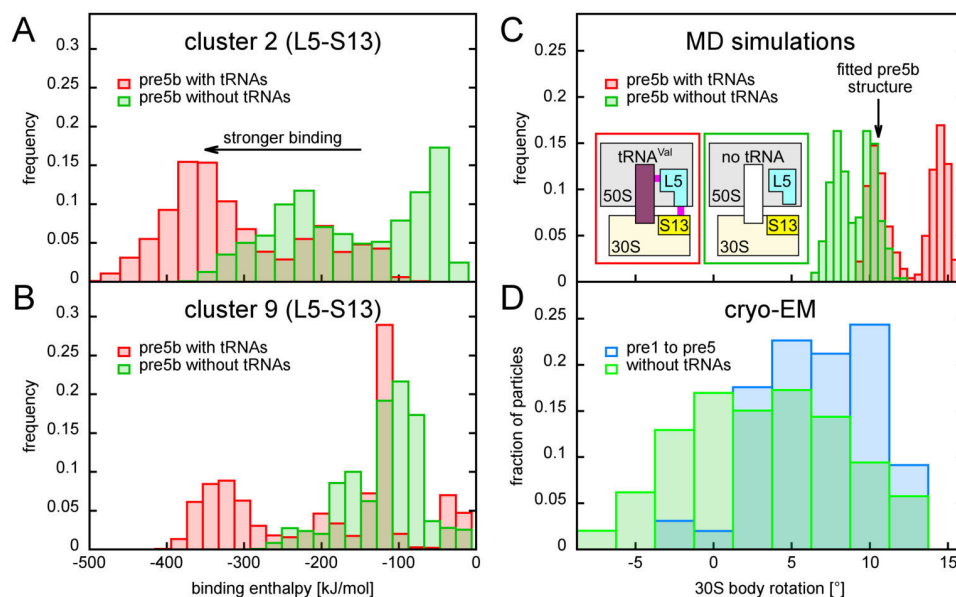 A
cluster 2 (L5-S13)
pre5b with tRNAs
pre5b without tRNAs
stronger binding
frequency
0.3
0.25
0.2
0.15
0.1
0.05
0
B
cluster 9 (L5-S13)
pre5b with tRNAs
pre5b without tRNAs
frequency
0.3
0.25
0.2
0.15
0.1
0.05
0
-500 -400 -300 -200 -100 0
binding enthalpy [kJ/mol]
C
MD simulations
pre5b with tRNAs
pre5b without tRNAs
fitted pre5b
structure
tRNAVal
L5
50S
S13
30S
no tRNA
L5
50S
S13
30S
frequency
0.25
0.2
0.15
0.1
0.05
0
D
cryo-EM
pre1 to pre5
without tRNAs
fraction of particles
0.25
0.2
0.15
0.1
0.05
0
-5 0 5 10 15
30S body rotation [°]